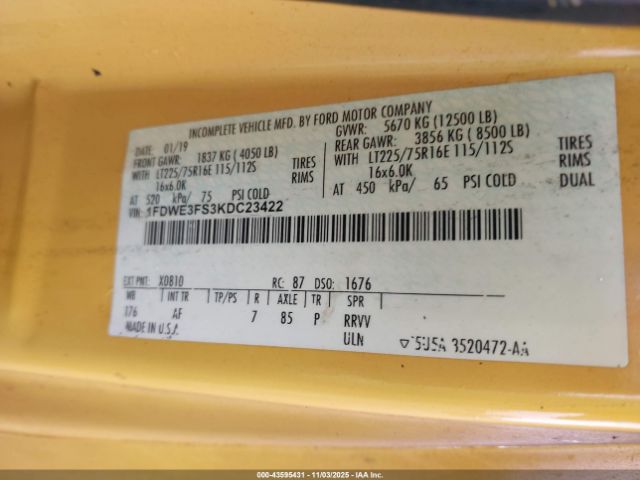 INCOMPLETE VEHICLE MFD. BY FORD MOTOR COMPANY
DATE: 01/19 GVWR: 5670 KG (12500 LB)
FRONT GAWR: 1837 KG ( 4050 LB) REAR GAWR: 3856 KG ( 8500 LB)
WITH LT225/75R16E 115/112S TIRES WITH LT225/75R16E 115/112S TIRES
16x6.0K RIMS 16x6.0K RIMS
AT 520 kPa/ 75 PSI COLD AT 450 kPa/ 65 PSI COLD DUAL
VIN: 1FDWE3FS3KDC23422
EXT PNT: X0810 RC: 87 DSO: 1676
WB INT TR TP/PS R AXLE TR SPR
176 AF 7 85 P RRVV
MADE IN U.S.A. ULN 3520472-AA
000-43595431 - 11/03/2025 - IAA Inc.